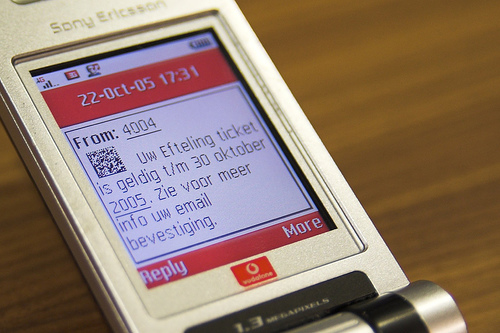 Sony Ericsson
3G
22-Oct-05 17:31
From: 4004
Uw Efteling ticket
is geldig t/m 30 oktober
2005. Zie voor meer
info uw email
bevestiging.
Reply
More
vodafone
1.3 MEGAPIXELS